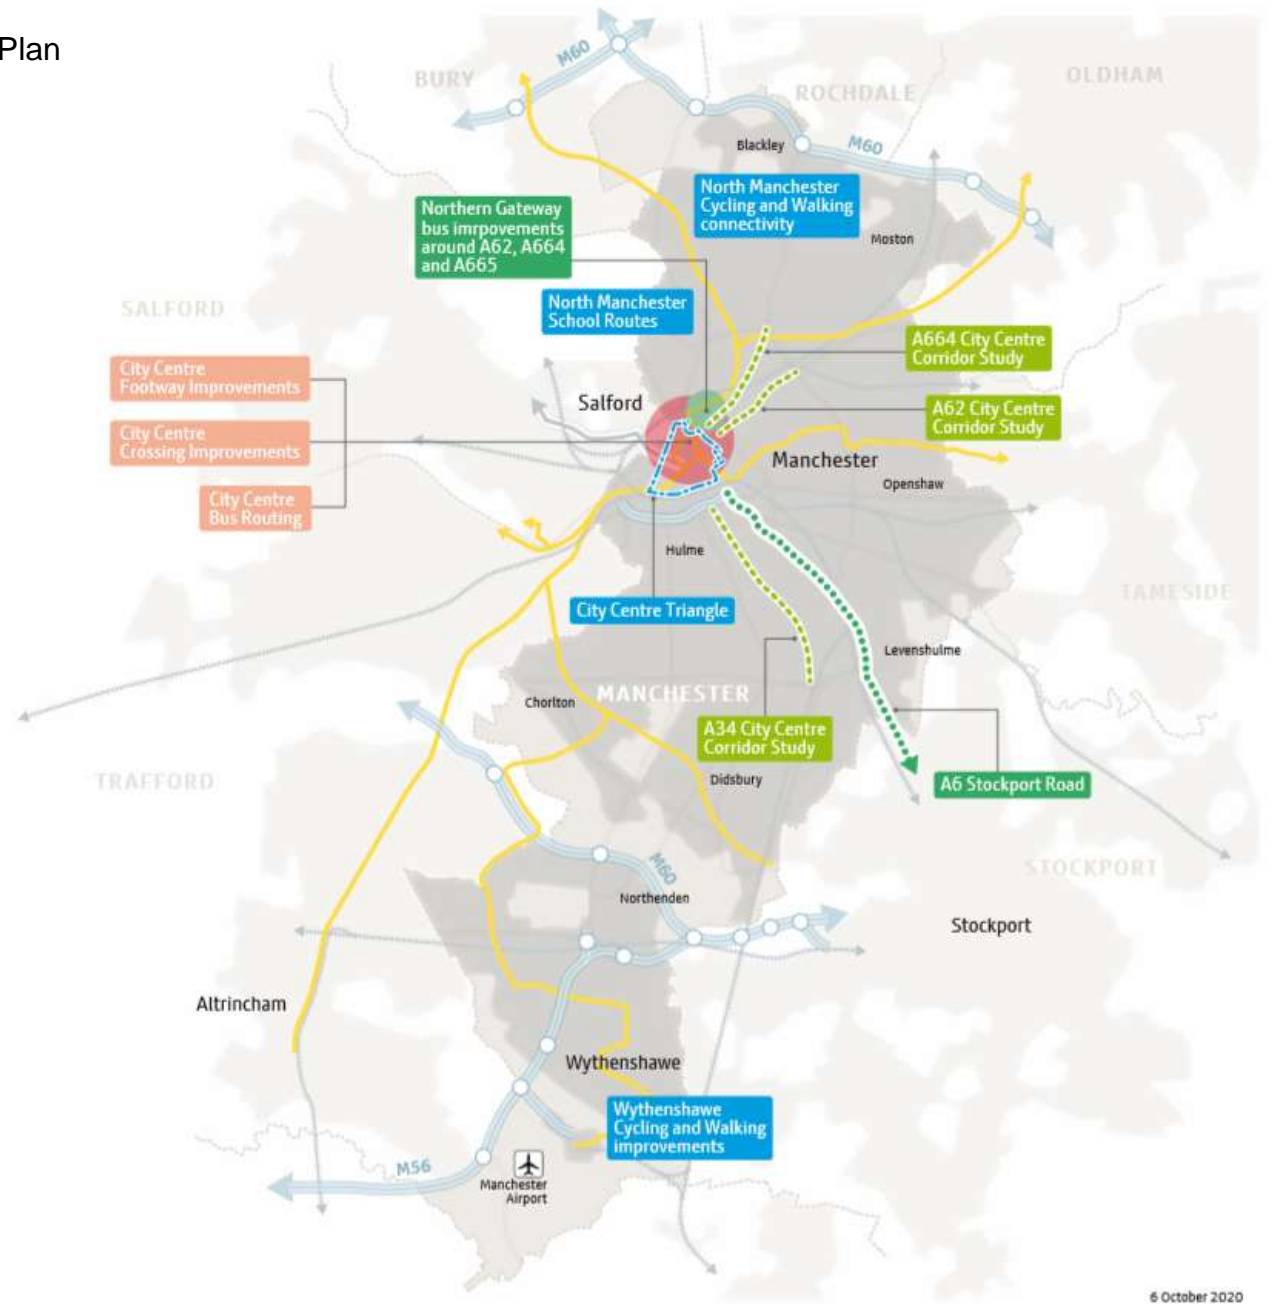 Plan
M60
BURY
ROCHDALE
OLDHAM
Blackley
M60
North Manchester
Cycling and Walking
connectivity
Northern Gateway
bus imrpovements
around A62, A664
and A665
Moston
North Manchester
School Routes
SALFORD
A664 City Centre
Corridor Study
City Centre
Footway Improvements
Salford
A62 City Centre
Corridor Study
City Centre
Crossing Improvements
Manchester
Openshaw
City Centre
Bus Routing
Hulme
TAMESIDE
City Centre Triangle
Levenshulme
MANCHESTER
Chorlton
A34 City Centre
Corridor Study
TRAFFORD
Didsbury
A6 Stockport Road
STOCKPORT
M60
Northenden
Stockport
Altrincham
Wythenshawe
Wythenshawe
Cycling and Walking
improvements
M56
Manchester
Airport
6 October 2020